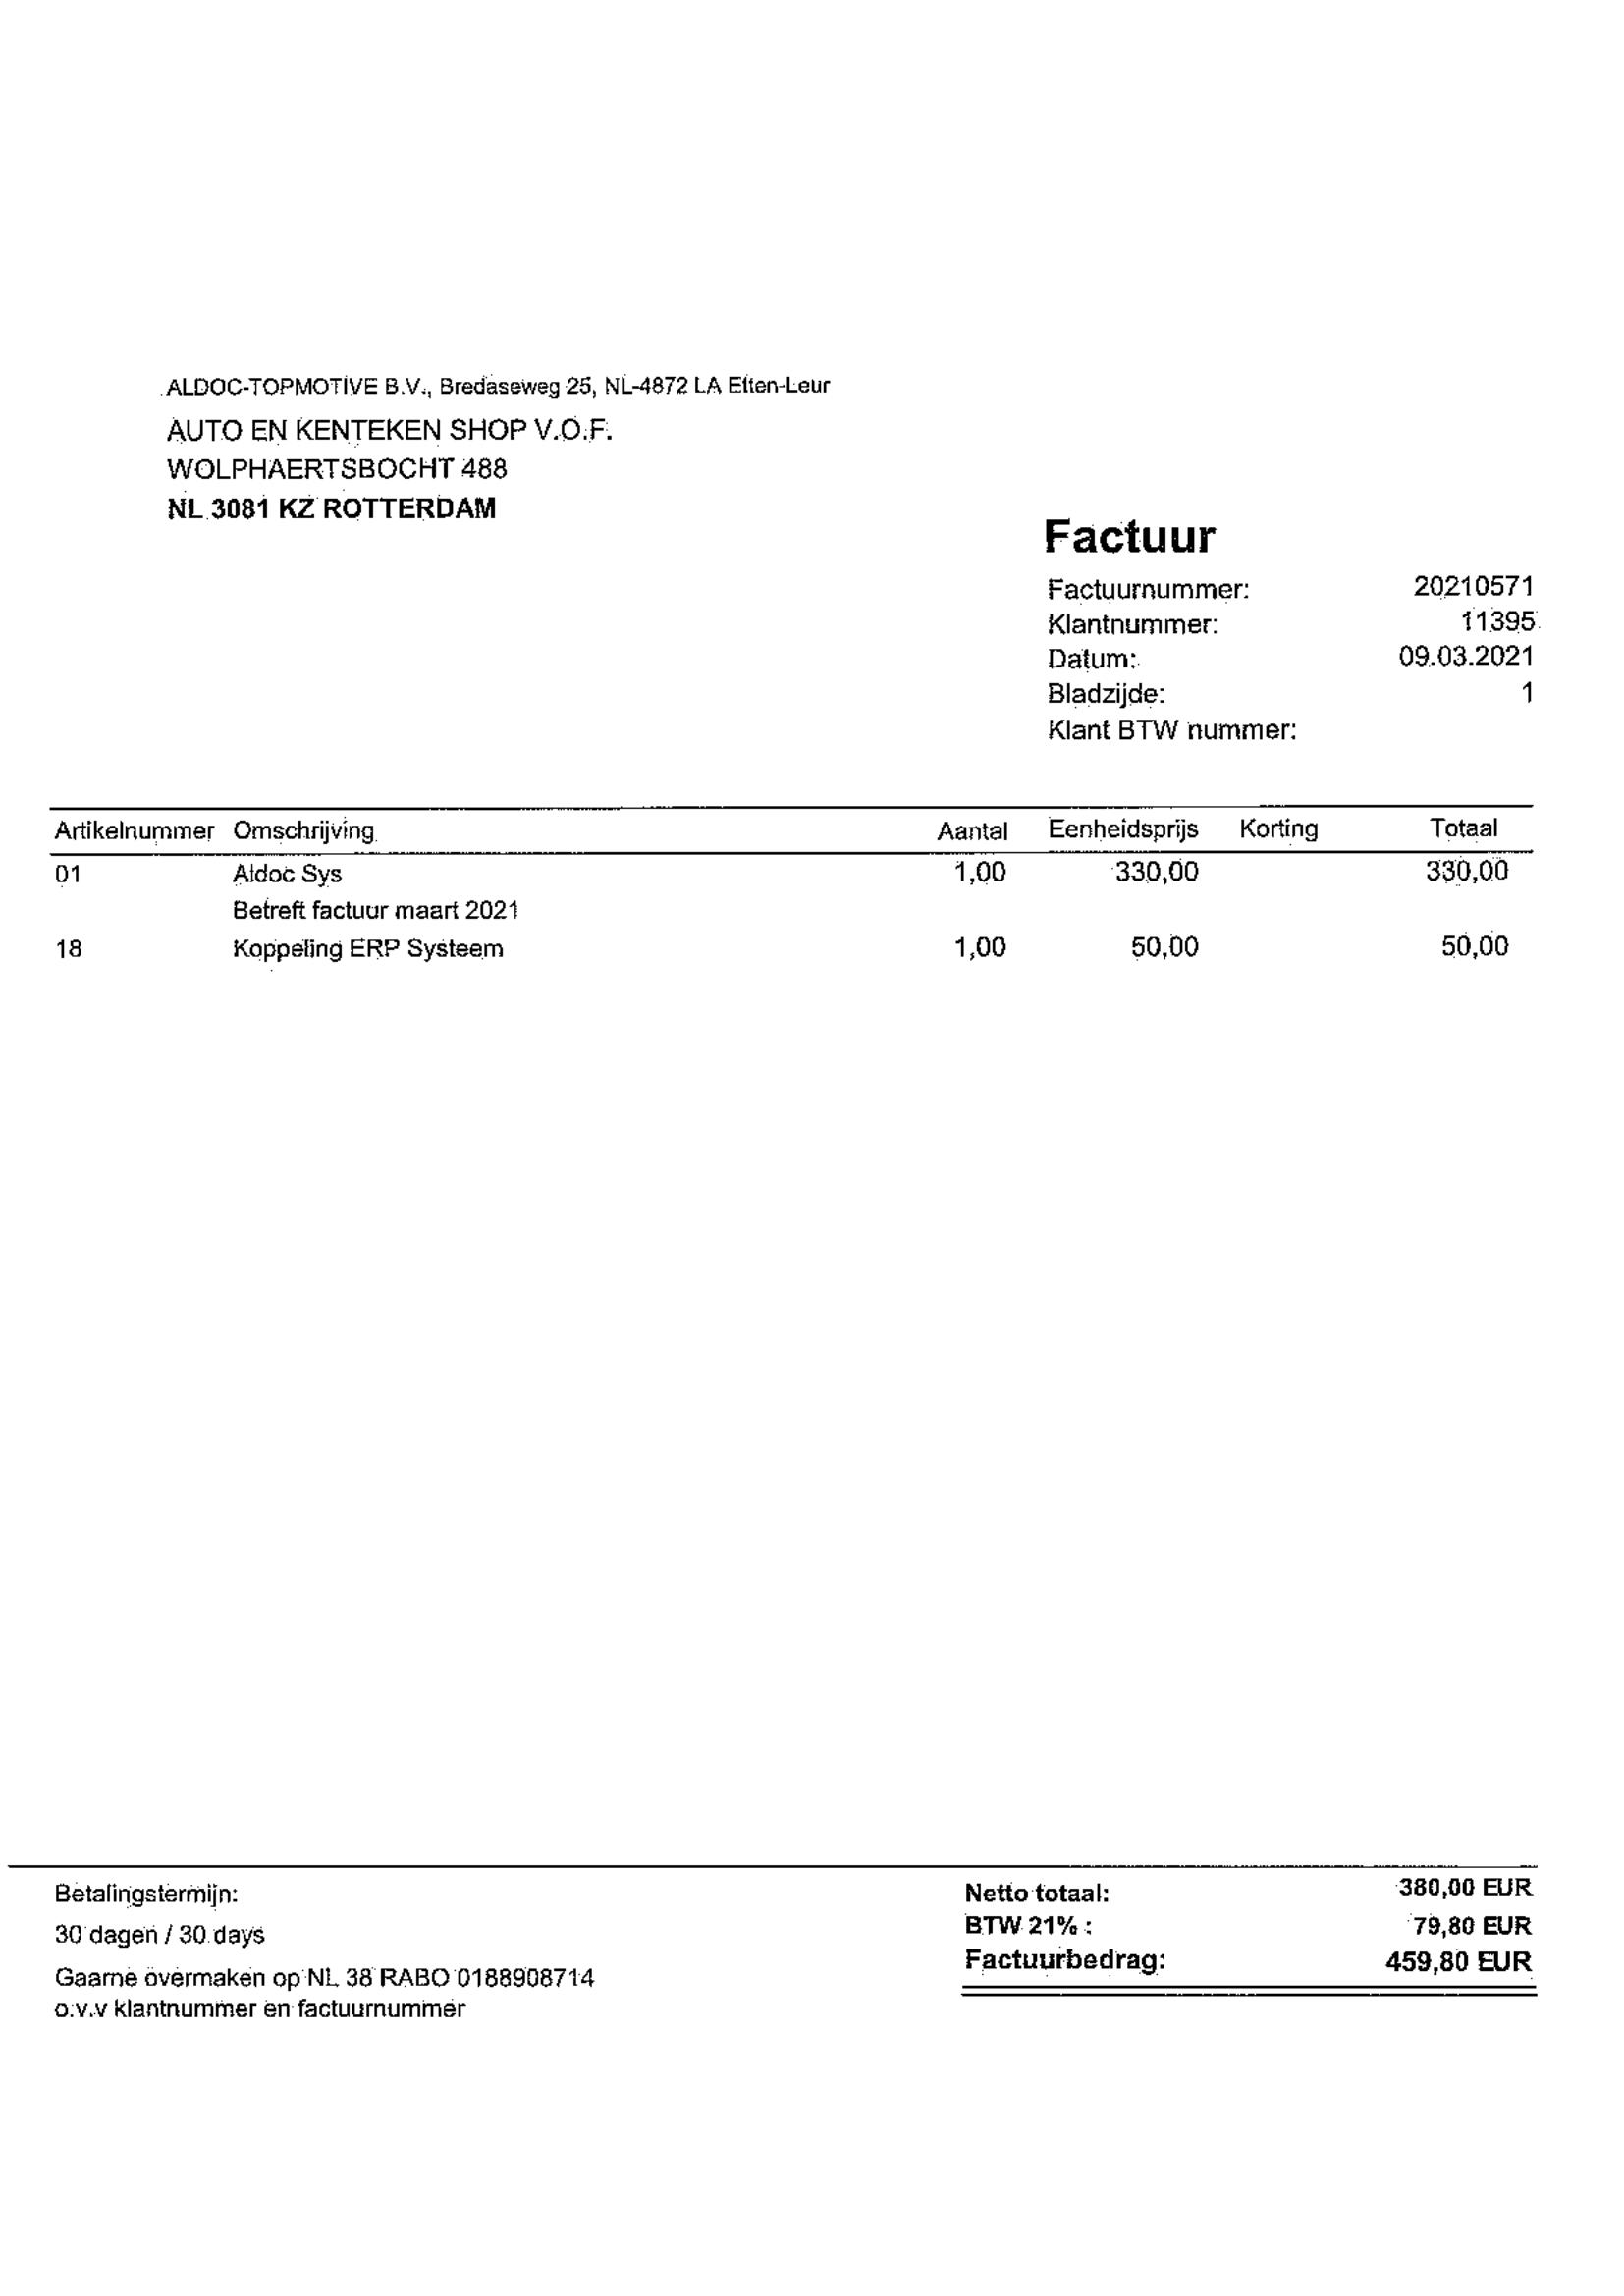 ALDOC-TOPMOTIVE B.V., Bredaseweg 25, NL-4872 LA Etten-Leur
AUTO EN KENTEKEN SHOP V.O.F.
WOLPHAERTSBOCHT 488
NL 3081 KZ ROTTERDAM
Factuur
Factuurnummer: 20210571
Klantnummer: 11395
Datum: 09.03.2021
Bladzijde: 1
Klant BTW nummer:
Artikelnummer Omschrijving Aantal Eenheidsprijs Korting Totaal
01 Aldoc Sys 1,00 330,00 330,00
Betreft factuur maart 2021
18 Koppeling ERP Systeem 1,00 50,00 50,00
Betalingstermijn:
30 dagen / 30 days
Gaarne overmaken op NL 38 RABO 0188908714
o.v.v klantnummer en factuurnummer
Netto totaal: 380,00 EUR
BTW 21% : 79,80 EUR
Factuurbedrag: 459,80 EUR